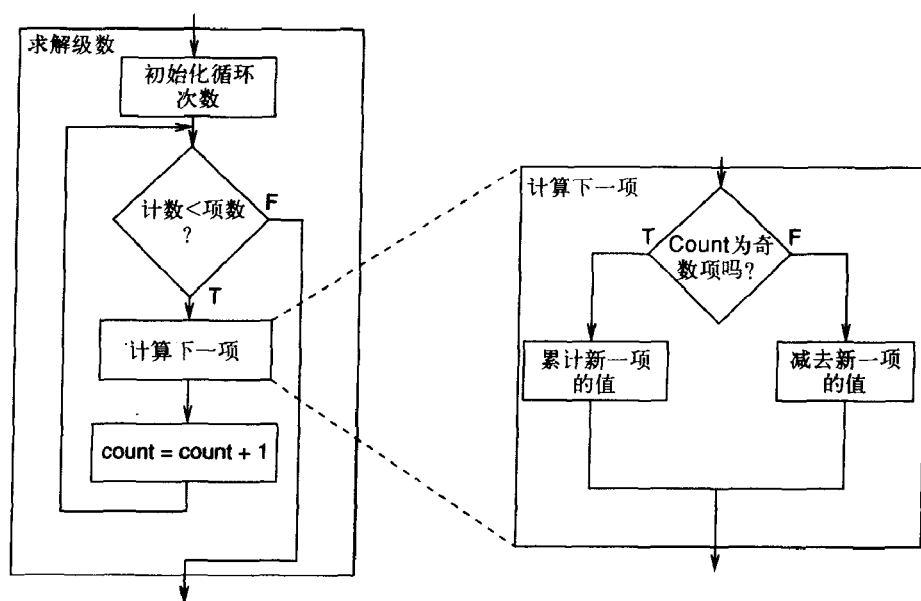 求解级数
初始化循环
次数
计数<项数
?
F
T
计算下一项
count = count + 1
计算下一项
Count为奇
数项吗?
T
F
累计新一项
的值
减去新一项
的值